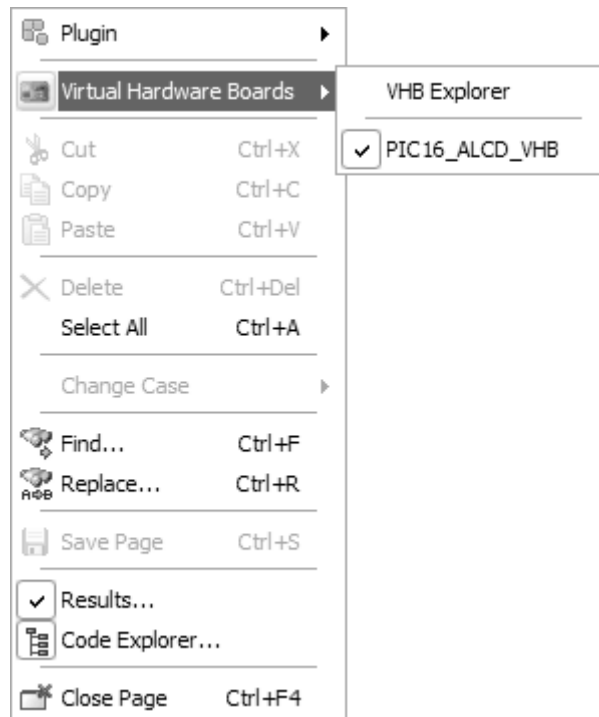 Plugin
Virtual Hardware Boards
VHB Explorer
PIC16_ALCD_VHB
Cut Ctrl+X
Copy Ctrl+C
Paste Ctrl+V
Delete Ctrl+Del
Select All Ctrl+A
Change Case
Find... Ctrl+F
A B
Replace... Ctrl+R
Save Page Ctrl+S
Results...
Code Explorer...
Close Page Ctrl+F4